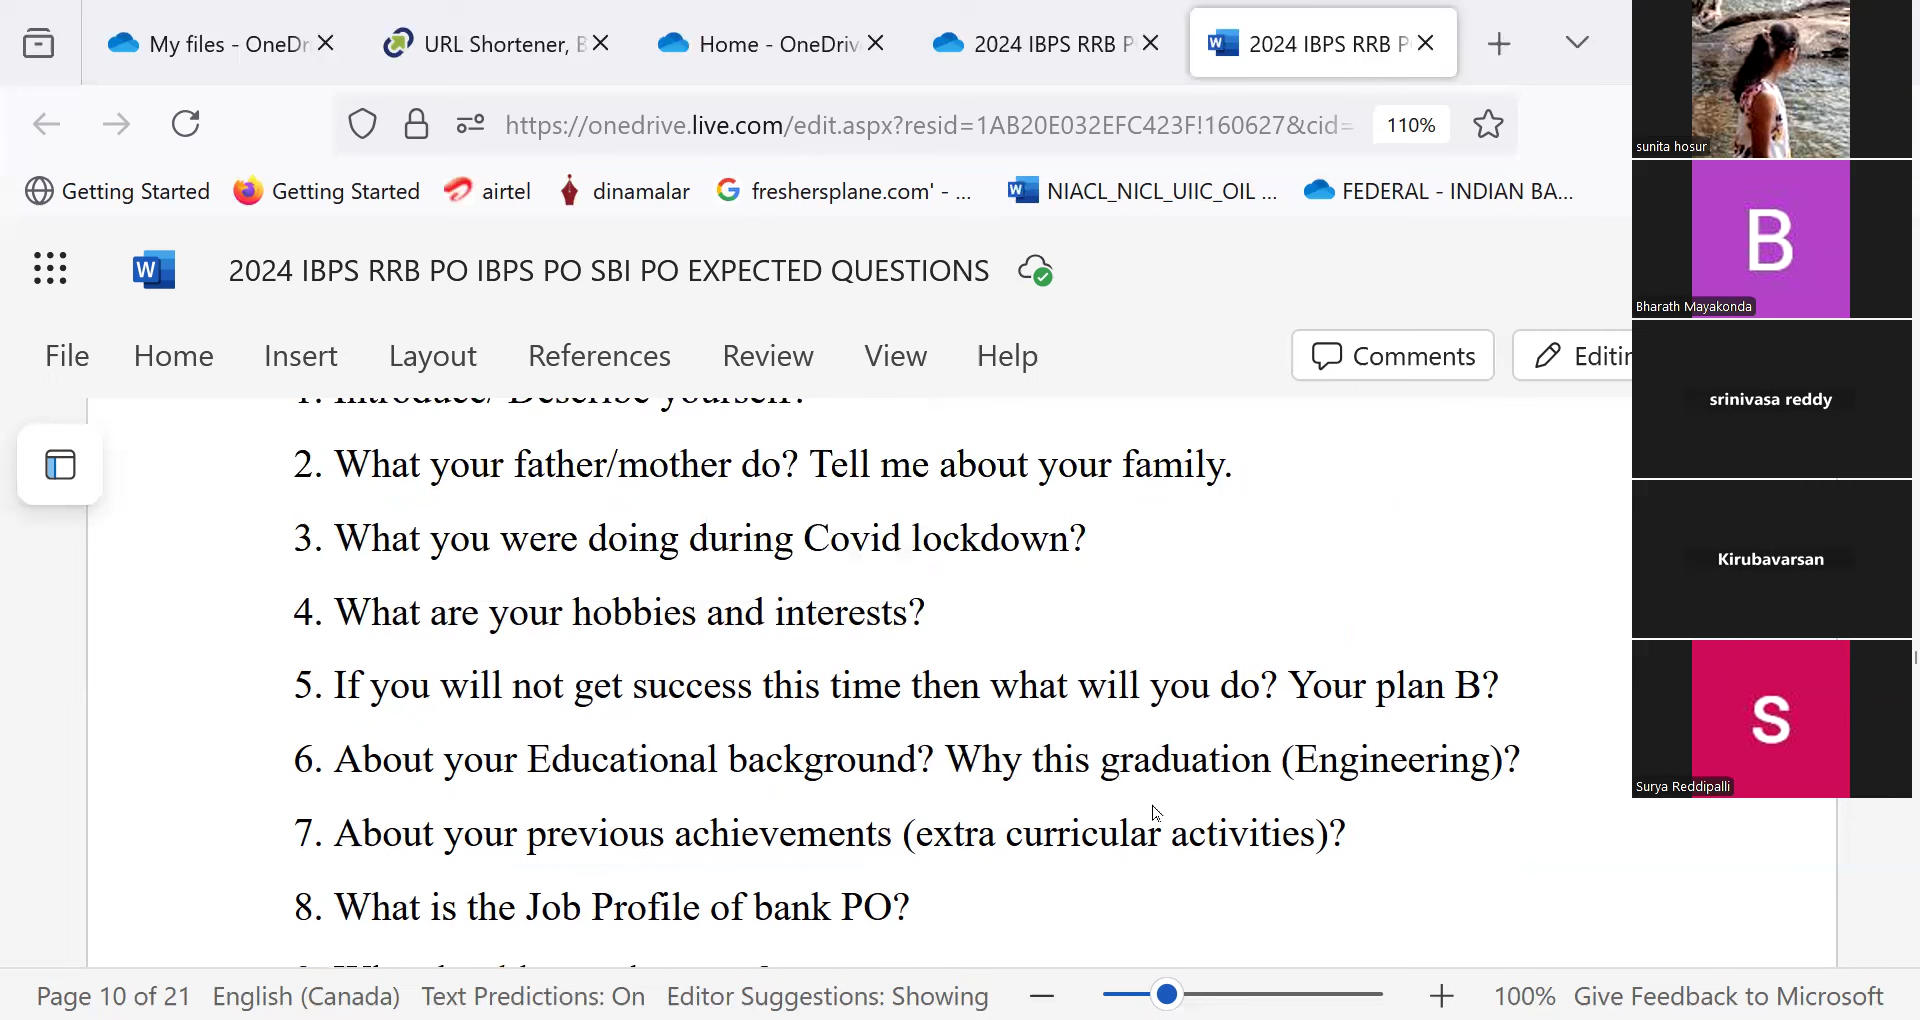 My files - OneDr
URL Shortener, B
Home - OneDriv
2024 IBPS RRB P
2024 IBPS RRB P
https://onedrive.live.com/edit.aspx?resid=1AB20E032EFC423F!160627&cid=
110%
Getting Started
Getting Started
airtel
dinamalar
freshersplane.com' - ...
NIACL_NICL_UIIC_OIL ...
FEDERAL - INDIAN BA...
2024 IBPS RRB PO IBPS PO SBI PO EXPECTED QUESTIONS
File Home Insert Layout References Review View Help
Comments
Editin
1. Introduce/ Describe yourself?
2. What your father/mother do? Tell me about your family.
3. What you were doing during Covid lockdown?
4. What are your hobbies and interests?
5. If you will not get success this time then what will you do? Your plan B?
6. About your Educational background? Why this graduation (Engineering)?
7. About your previous achievements (extra curricular activities)?
8. What is the Job Profile of bank PO?
Page 10 of 21 English (Canada) Text Predictions: On Editor Suggestions: Showing
100% Give Feedback to Microsoft
sunita hosur
B
Bharath Mayakonda
srinivasa reddy
Kirubavarsan
S
Surya Reddipalli